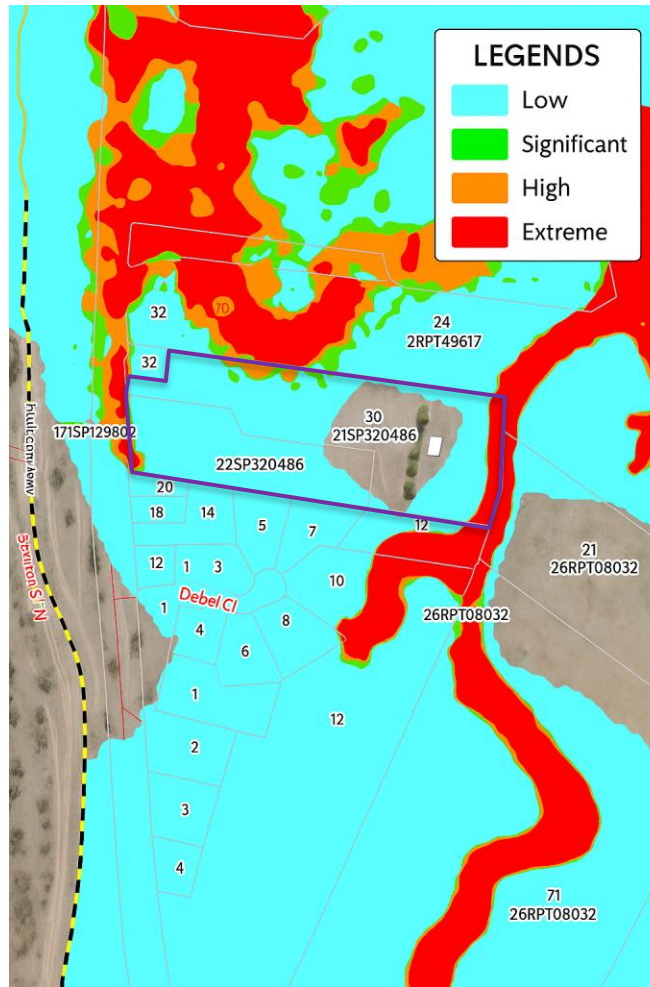 LEGENDS
Low
Significant
High
Extreme
32
70
24
2RPT49617
32
30
21SP320486
171SP129802
22SP320486
20
18
14
5
7
12
12
1
3
10
21
26RPT08032
Debel Cl
1
4
8
26RPT08032
6
1
12
2
3
4
71
26RPT08032